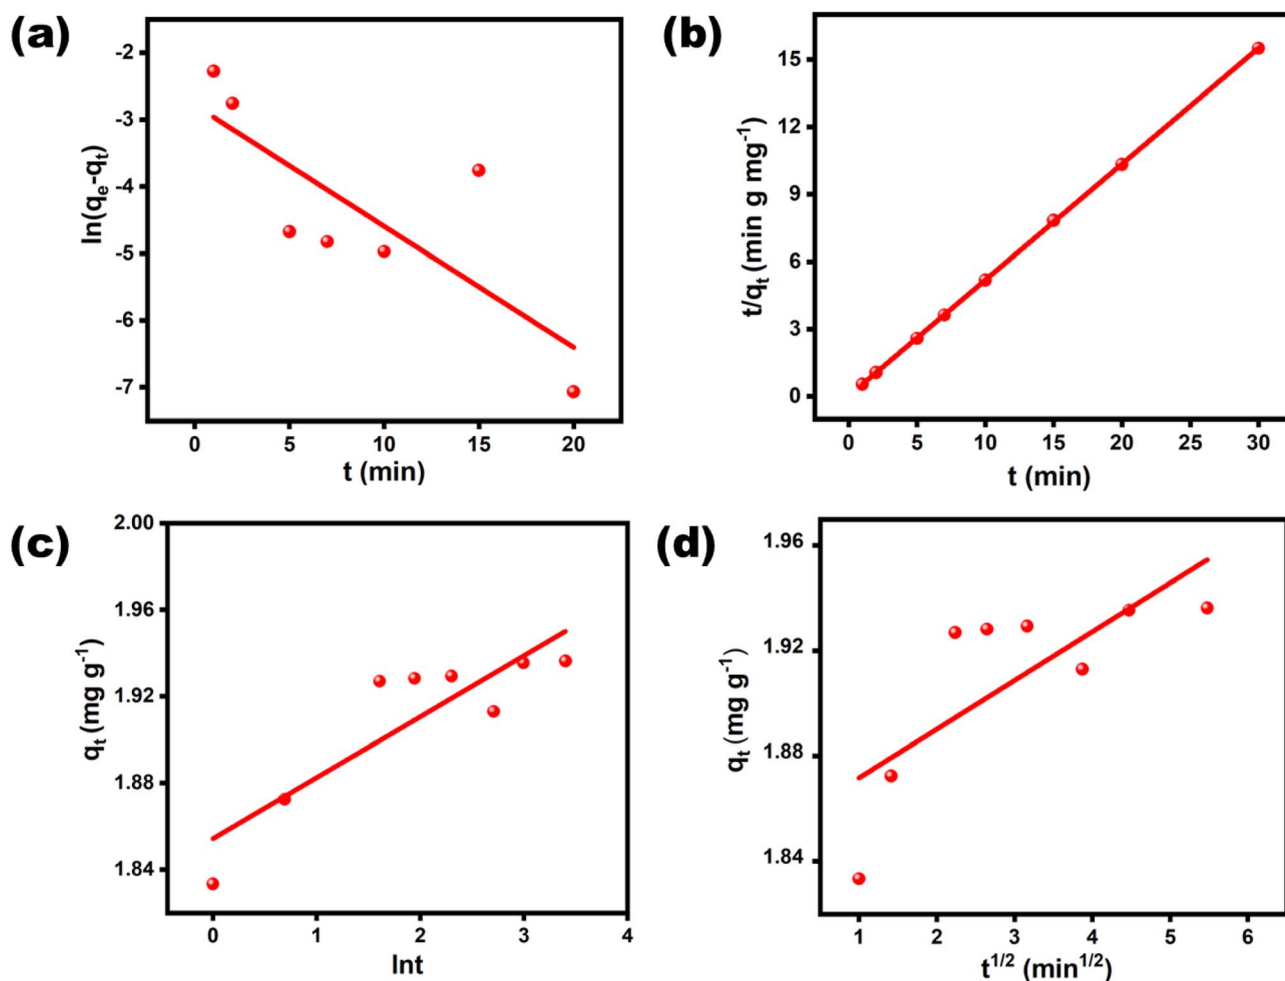 (a)
-2
-3
-4
-5
-6
-7
ln(qₑ-qₜ)
0 5 10 15 20
t (min)
(b)
15
12
9
6
3
0
t/qₜ (min g mg⁻¹)
0 5 10 15 20 25 30
t (min)
(c)
2.00
1.96
1.92
1.88
1.84
qₜ (mg g⁻¹)
0 1 2 3 4
lnt
(d)
1.96
1.92
1.88
1.84
qₜ (mg g⁻¹)
1 2 3 4 5 6
t¹/² (min¹/²)